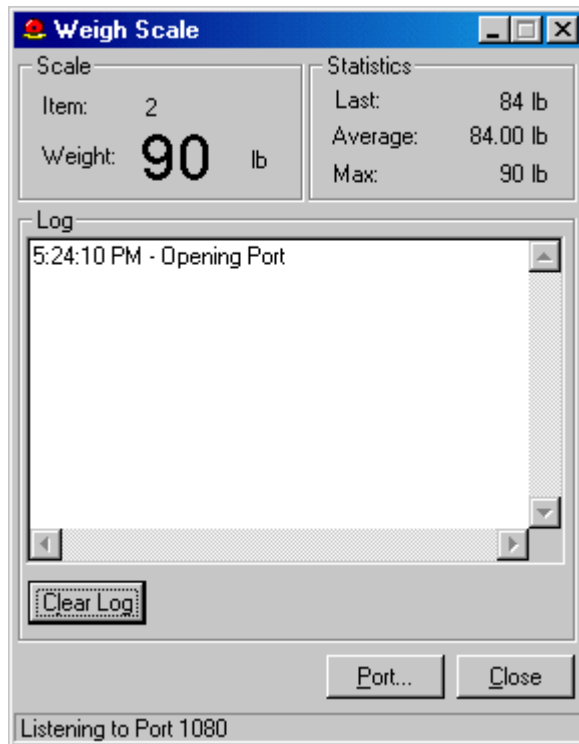 Weigh Scale
Scale
Item: 2
Weight: 90 lb
Statistics
Last: 84 lb
Average: 84.00 lb
Max: 90 lb
Log
5:24:10 PM - Opening Port
Clear Log
Port... Close
Listening to Port 1080